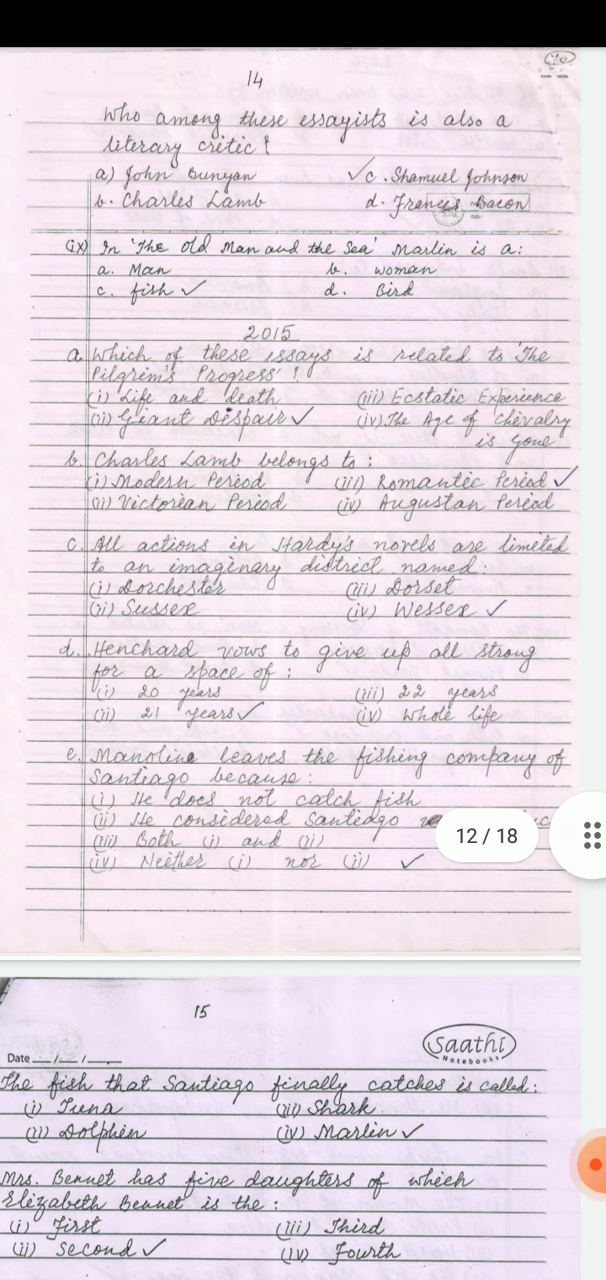 14
Who among these essayists is also a
literary critic?
a) John Bunyan ✓c. Shamuel Johnson
b. Charles Lamb d. Francis Bacon
(ix) In 'The old Man and the Sea' Marlin is a:
a. Man b. woman
c. fish ✓ d. Bird
2015
a. Which of these essays is related to 'The
Pilgrim's Progress'?
(i) Life and death (iii) Ecstatic Experience
(ii) Giant Despair ✓ (iv) The Age of Chivalry
is gone
b. Charles Lamb belongs to:
(i) Modern Period (iii) Romantic Period ✓
(ii) Victorian Period (iv) Augustan Period
c. All actions in Hardy's novels are limited
to an imaginary district named:
(i) Dorchester (iii) Dorset
(ii) Sussex (iv) Wessex ✓
d. Henchard vows to give up all strong
for a space of:
(i) 20 years (iii) 22 years
(ii) 21 years ✓ (iv) whole life
e. Manoline leaves the fishing company of
Santiago because:
(i) He does not catch fish
(ii) He considered Santiago
(iii) Both (i) and (ii)
(iv) Neither (i) nor (ii) ✓
12 / 18
15
Saathi
Notebooks
Date __/__/____
The fish that Santiago finally catches is called:
(i) Tuna (iii) Shark
(ii) Dolphin (iv) Marlin ✓
Mrs. Bennet has five daughters of which
Elizabeth Bennet is the:
(i) First (iii) Third
(ii) Second ✓ (iv) Fourth